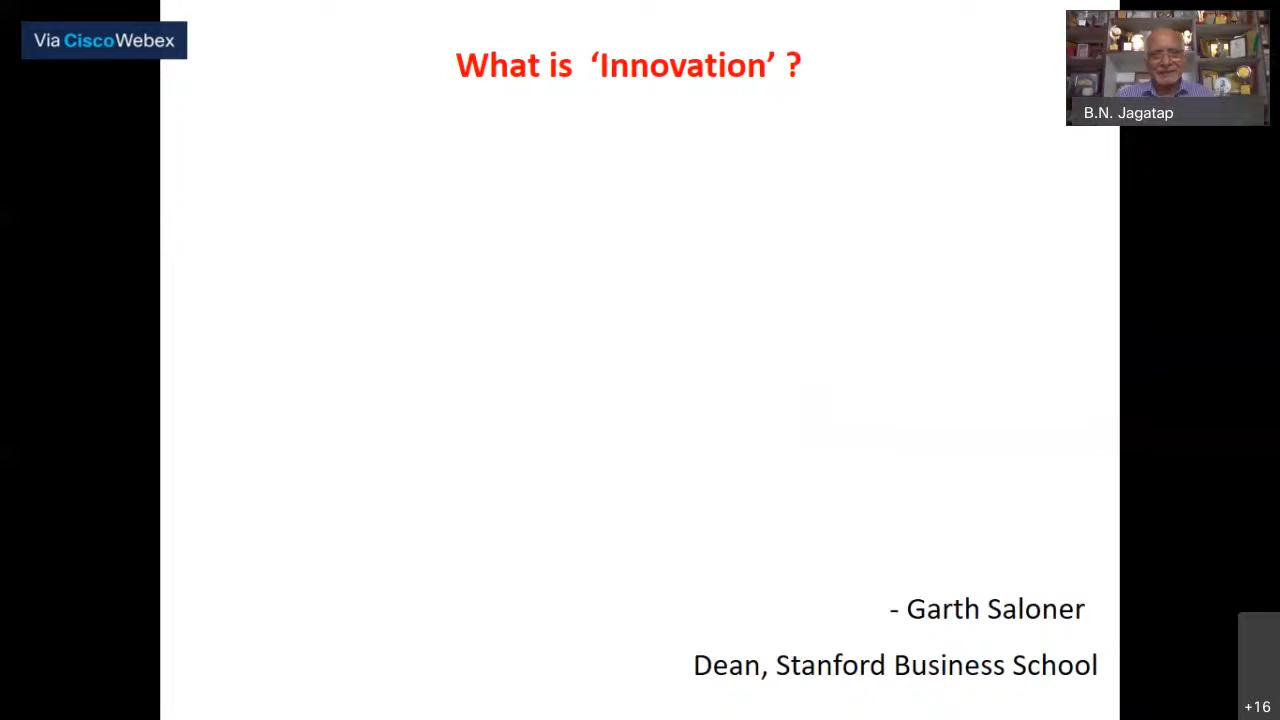 Via CiscoWebex
What is ‘Innovation’ ?
B.N. Jagatap
- Garth Saloner
Dean, Stanford Business School
+16